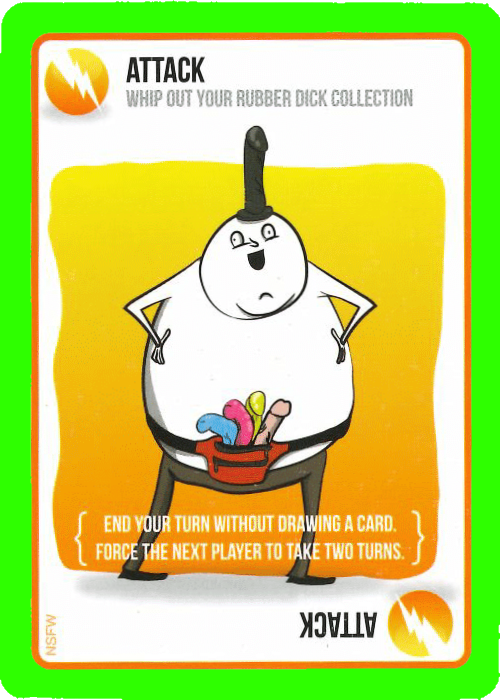 ATTACK
WHIP OUT YOUR RUBBER DICK COLLECTION
END YOUR TURN WITHOUT DRAWING A CARD.
FORCE THE NEXT PLAYER TO TAKE TWO TURNS.
ATTACK
NSFW